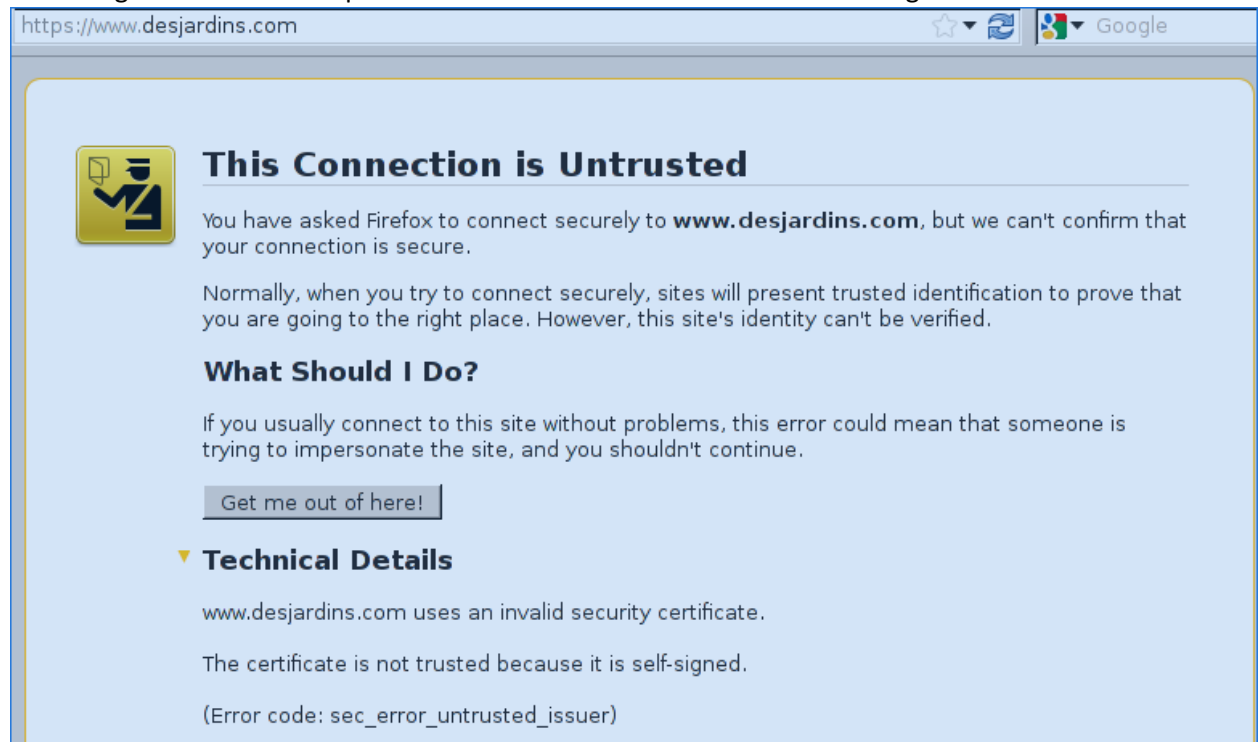 https://www.desjardins.com
Google
This Connection is Untrusted
You have asked Firefox to connect securely to www.desjardins.com, but we can't confirm that
your connection is secure.
Normally, when you try to connect securely, sites will present trusted identification to prove that
you are going to the right place. However, this site's identity can't be verified.
What Should I Do?
If you usually connect to this site without problems, this error could mean that someone is
trying to impersonate the site, and you shouldn't continue.
Get me out of here!
Technical Details
www.desjardins.com uses an invalid security certificate.
The certificate is not trusted because it is self-signed.
(Error code: sec_error_untrusted_issuer)